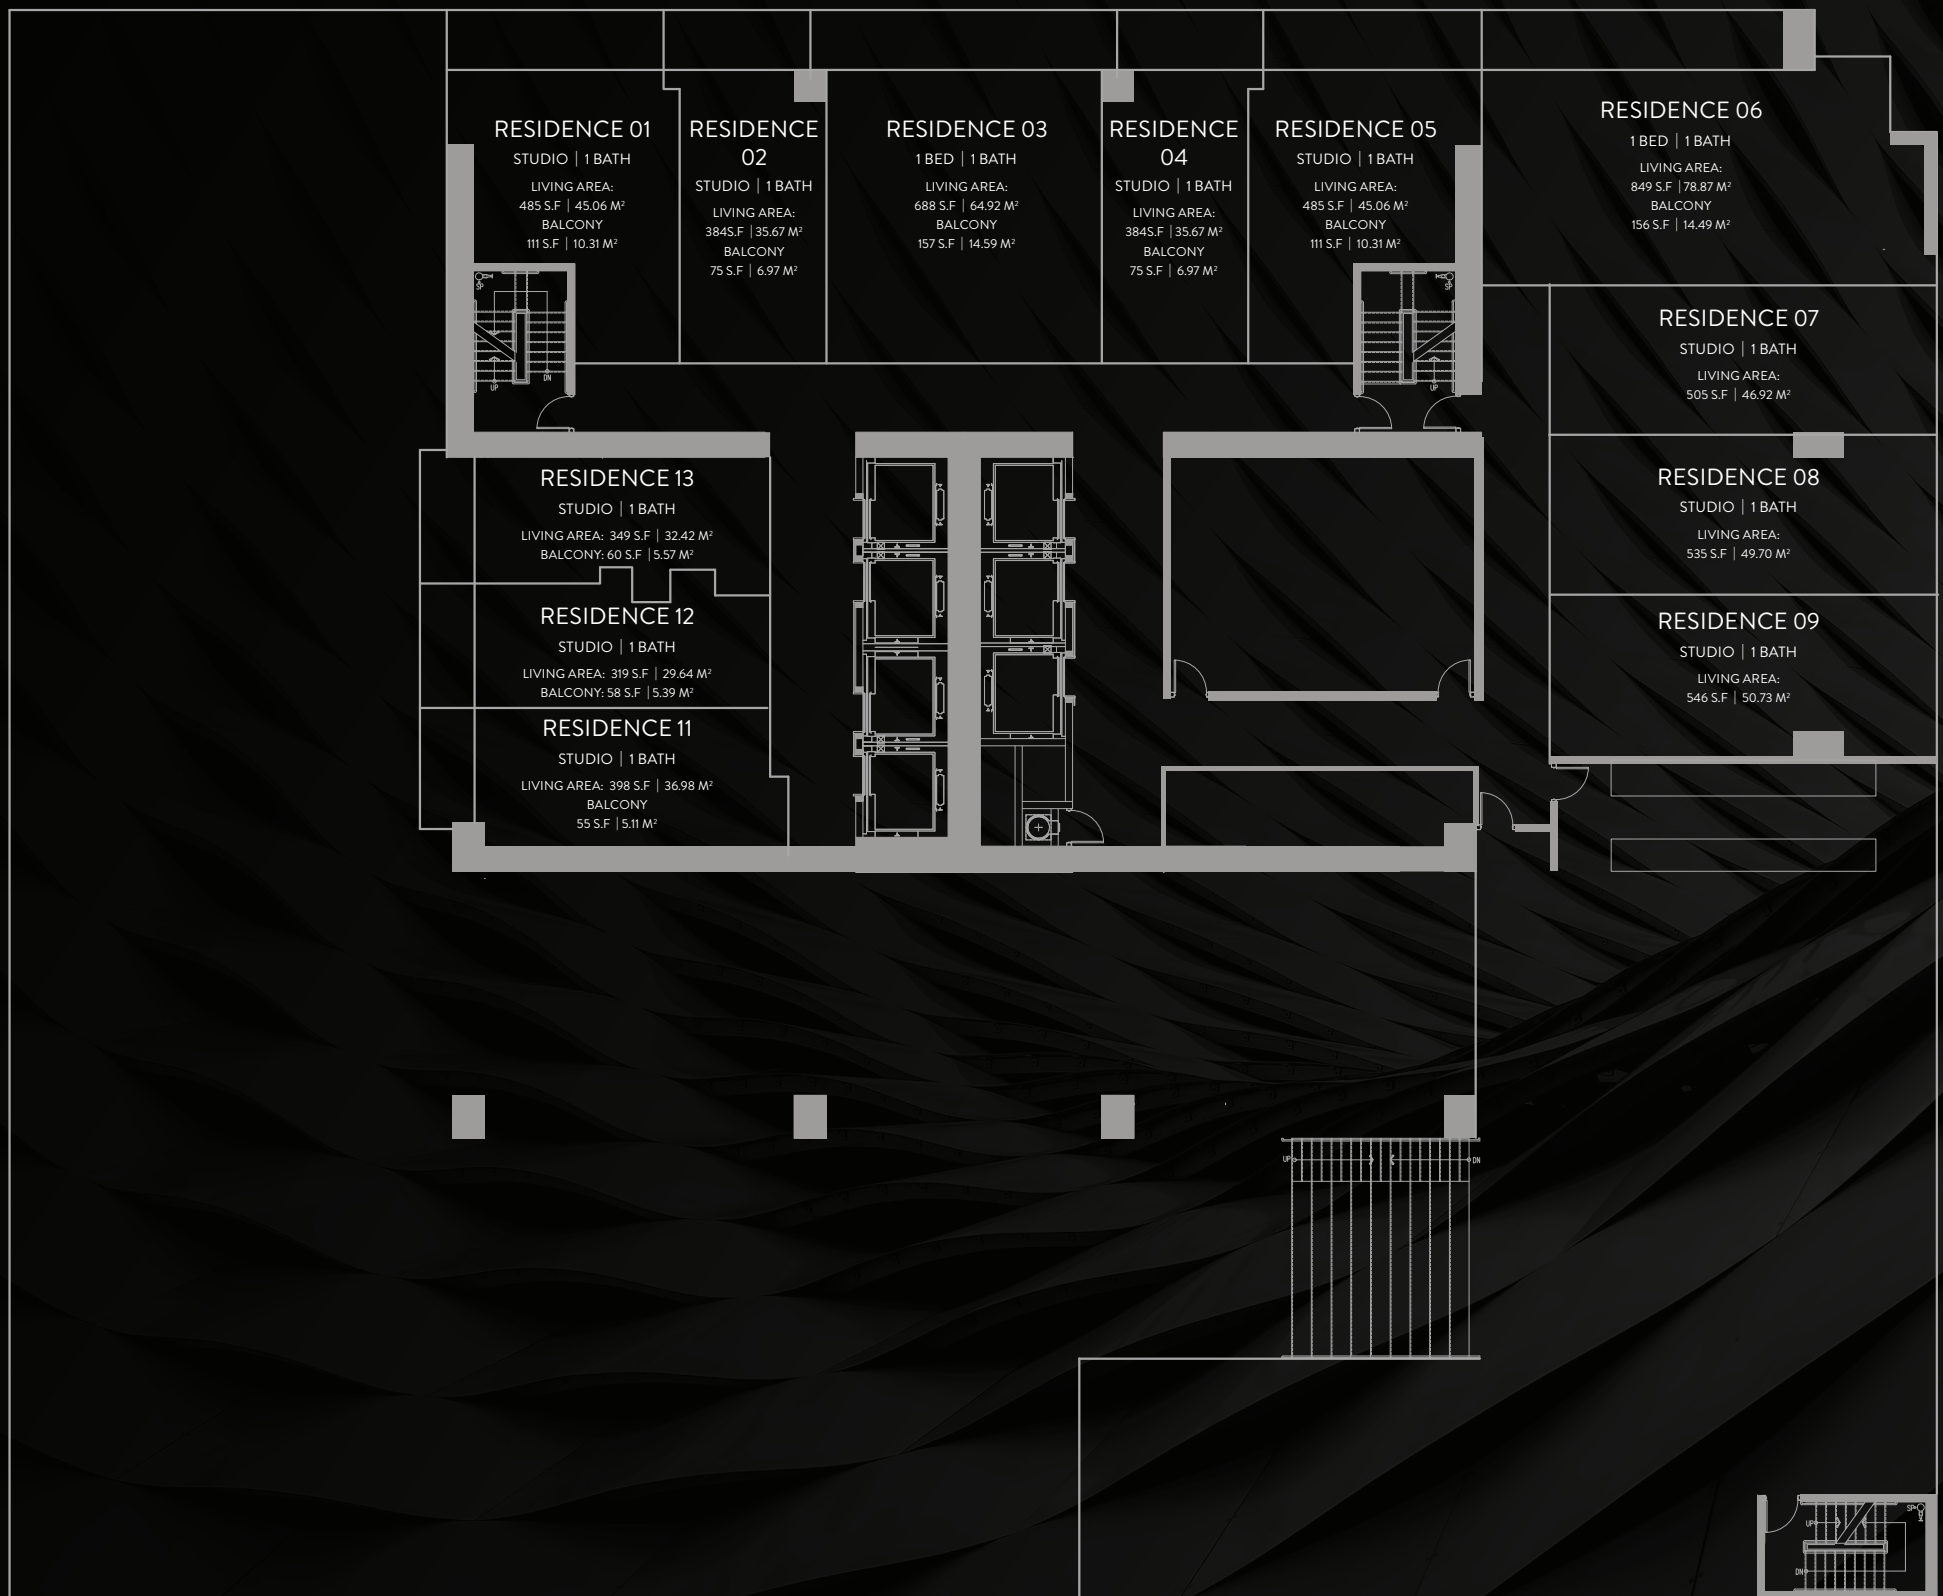 RESIDENCE 01
STUDIO | 1 BATH
LIVING AREA:
485 S.F | 45.06 M²
BALCONY
111 S.F | 10.31 M²
RESIDENCE
02
STUDIO | 1 BATH
LIVING AREA:
384S.F | 35.67 M²
BALCONY
75 S.F | 6.97 M²
RESIDENCE 03
1 BED | 1 BATH
LIVING AREA:
688 S.F | 64.92 M²
BALCONY
157 S.F | 14.59 M²
RESIDENCE
04
STUDIO | 1 BATH
LIVING AREA:
384S.F | 35.67 M²
BALCONY
75 S.F | 6.97 M²
RESIDENCE 05
STUDIO | 1 BATH
LIVING AREA:
485 S.F | 45.06 M²
BALCONY
111 S.F | 10.31 M²
RESIDENCE 06
1 BED | 1 BATH
LIVING AREA:
849 S.F | 78.87 M²
BALCONY
156 S.F | 14.49 M²
SP
UP
DN
SP
UP
RESIDENCE 07
STUDIO | 1 BATH
LIVING AREA:
505 S.F | 46.92 M²
RESIDENCE 08
STUDIO | 1 BATH
LIVING AREA:
535 S.F | 49.70 M²
RESIDENCE 09
STUDIO | 1 BATH
LIVING AREA:
546 S.F | 50.73 M²
RESIDENCE 13
STUDIO | 1 BATH
LIVING AREA: 349 S.F | 32.42 M²
BALCONY: 60 S.F | 5.57 M²
RESIDENCE 12
STUDIO | 1 BATH
LIVING AREA: 319 S.F | 29.64 M²
BALCONY: 58 S.F | 5.39 M²
RESIDENCE 11
STUDIO | 1 BATH
LIVING AREA: 398 S.F | 36.98 M²
BALCONY
55 S.F | 5.11 M²
UP
DN
SP
UP
DN